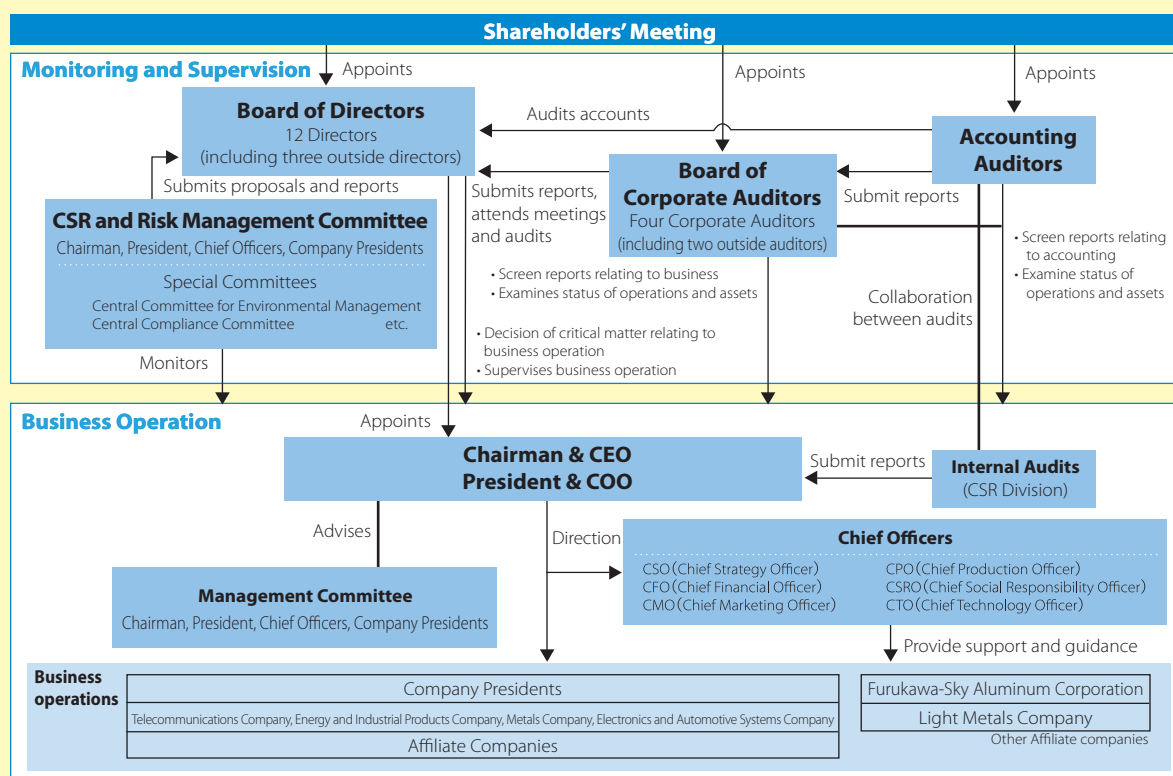 Shareholders' Meeting
Monitoring and Supervision
Appoints
Appoints
Appoints
Board of Directors
12 Directors
(including three outside directors)
Audits accounts
Accounting
Auditors
Submits proposals and reports
Submits reports,
attends meetings
and audits
Board of
Corporate Auditors
Four Corporate Auditors
(including two outside auditors)
Submit reports
CSR and Risk Management Committee
Chairman, President, Chief Officers, Company Presidents
Special Committees
Central Committee for Environmental Management
Central Compliance Committee etc.
• Screen reports relating to business
• Examines status of operations and assets
• Screen reports relating
to accounting
• Examine status of
operations and assets
Collaboration
between audits
• Decision of critical matter relating to
business operation
• Supervises business operation
Monitors
Business Operation
Appoints
Chairman & CEO
President & COO
Submit reports
Internal Audits
(CSR Division)
Advises
Direction
Chief Officers
CSO (Chief Strategy Officer)
CFO (Chief Financial Officer)
CMO (Chief Marketing Officer)
CPO (Chief Production Officer)
CSRO (Chief Social Responsibility Officer)
CTO (Chief Technology Officer)
Management Committee
Chairman, President, Chief Officers, Company Presidents
Provide support and guidance
Business
operations
Company Presidents
Telecommunications Company, Energy and Industrial Products Company, Metals Company, Electronics and Automotive Systems Company
Affiliate Companies
Furukawa-Sky Aluminum Corporation
Light Metals Company
Other Affiliate companies